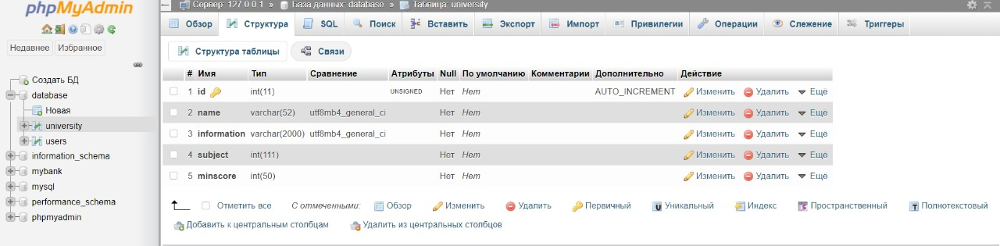 phpMyAdmin
Недавнее Избранное
Создать БД
database
Новая
university
users
information_schema
mybank
mysql
performance_schema
phpmyadmin
Сервер: 127.0.0.1 » База данных: database » Таблица: university
Обзор Структура SQL Поиск Вставить Экспорт Импорт Привилегии Операции Слежение Триггеры
Структура таблицы Связи
# Имя Тип Сравнение Атрибуты Null По умолчанию Комментарии Дополнительно Действие
1 id int(11) UNSIGNED Нет Нет AUTO_INCREMENT Изменить Удалить Ещё
2 name varchar(52) utf8mb4_general_ci Нет Нет Изменить Удалить Ещё
3 information varchar(2000) utf8mb4_general_ci Нет Нет Изменить Удалить Ещё
4 subject int(111) Нет Нет Изменить Удалить Ещё
5 minscore int(50) Нет Нет Изменить Удалить Ещё
Отметить все С отмеченными: Обзор Изменить Удалить Первичный Уникальный Индекс Пространственный Полнотекстовый
Добавить к центральным столбцам Удалить из центральных столбцов